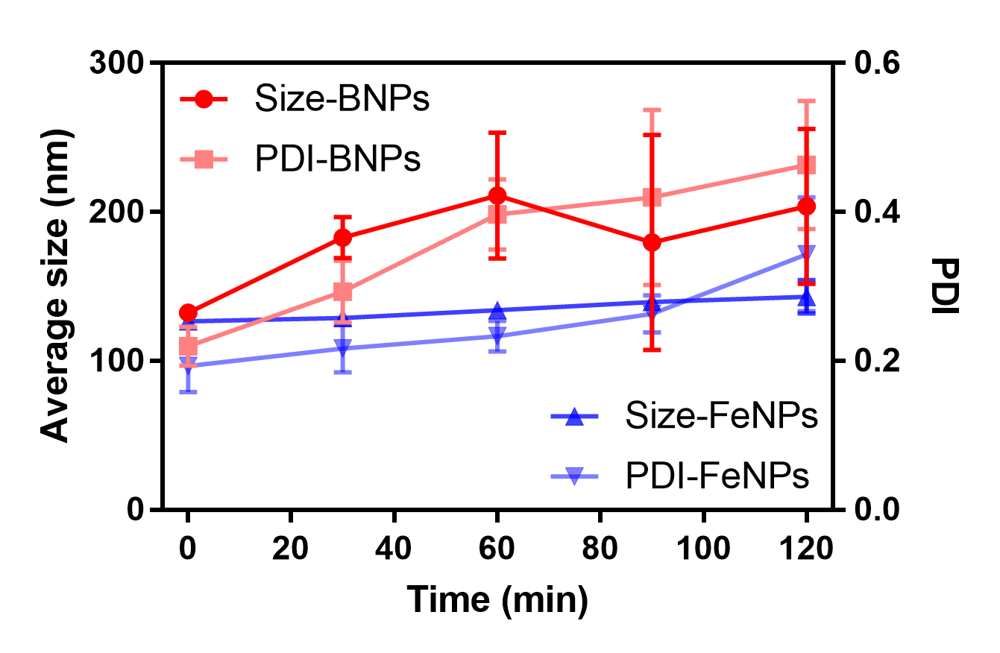 300
200
100
0
Average size (nm)
Size-BNPs
PDI-BNPs
Size-FeNPs
PDI-FeNPs
0.6
0.4
0.2
0.0
PDI
0 20 40 60 80 100 120
Time (min)